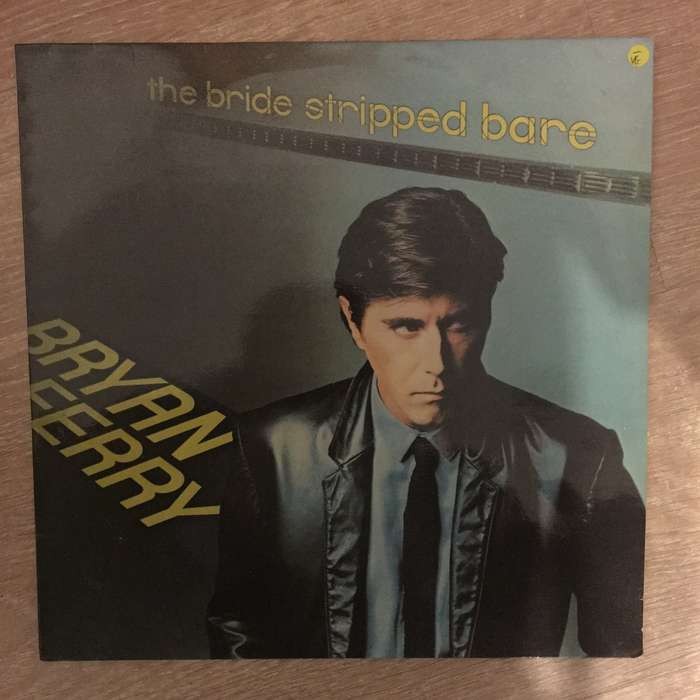 the bride stripped bare
BRYAN
FERRY